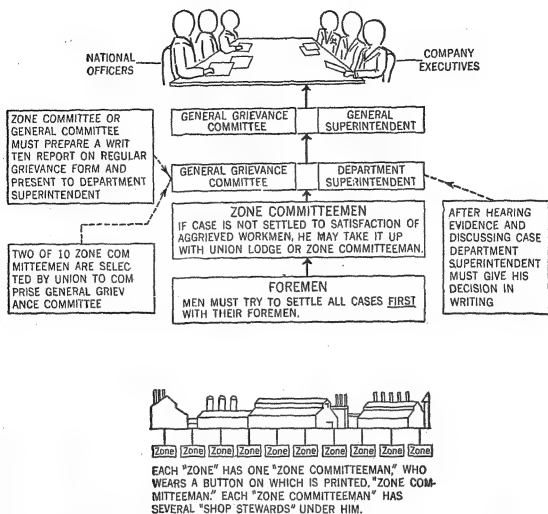 NATIONAL
OFFICERS
COMPANY
EXECUTIVES
ZONE COMMITTEE OR
GENERAL COMMITTEE
MUST PREPARE A WRIT
TEN REPORT ON REGULAR
GRIEVANCE FORM AND
PRESENT TO DEPARTMENT
SUPERINTENDENT
GENERAL GRIEVANCE
COMMITTEE
GENERAL
SUPERINTENDENT
GENERAL GRIEVANCE
COMMITTEE
DEPARTMENT
SUPERINTENDENT
ZONE COMMITTEEMEN
IF CASE IS NOT SETTLED TO SATISFACTION OF
AGGRIEVED WORKMEN, HE MAY TAKE IT UP
WITH UNION LODGE OR ZONE COMMITTEEMAN.
TWO OF 10 ZONE COM
MITTEEMEN ARE SELEC
TED BY UNION TO COM
PRISE GENERAL GRIEV
ANCE COMMITTEE
AFTER HEARING
EVIDENCE AND
DISCUSSING CASE
DEPARTMENT
SUPERINTENDENT
MUST GIVE HIS
DECISION IN
WRITING
FOREMEN
MEN MUST TRY TO SETTLE ALL CASES FIRST
WITH THEIR FOREMEN.
Zone Zone Zone Zone Zone Zone Zone Zone Zone Zone
EACH "ZONE" HAS ONE "ZONE COMMITTEEMAN," WHO
WEARS A BUTTON ON WHICH IS PRINTED, "ZONE COM-
MITTEEMAN." EACH "ZONE COMMITTEEMAN" HAS
SEVERAL "SHOP STEWARDS" UNDER HIM.